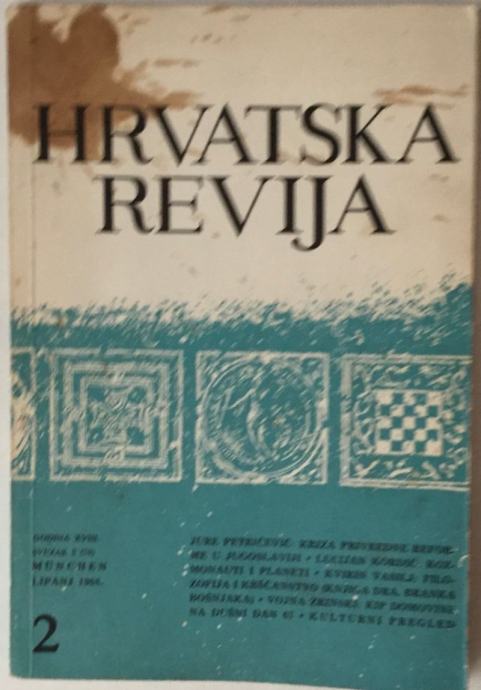 HRVATSKA
REVIJA
GODINA XVIII.
SVEZAK 2 (70)
MÜNCHEN
LIPANJ 1968.
2
JURE PETRIČEVIĆ: KRIZA PRIVREDNE REFOR-
ME U JUGOSLAVIJI • LUCIJAN KORDIĆ: KOZ-
MONAUTI I PLANETI • KVIRIN VASILJ: FILO-
ZOFIJA I KRŠĆANSTVO (KNJIGA DRA. BRANKA
BOŠNJAKA) • VOJNA ZRINSKI: KIP DOMOVINE
NA DUŠNI DAN 67 • KULTURNI PREGLED